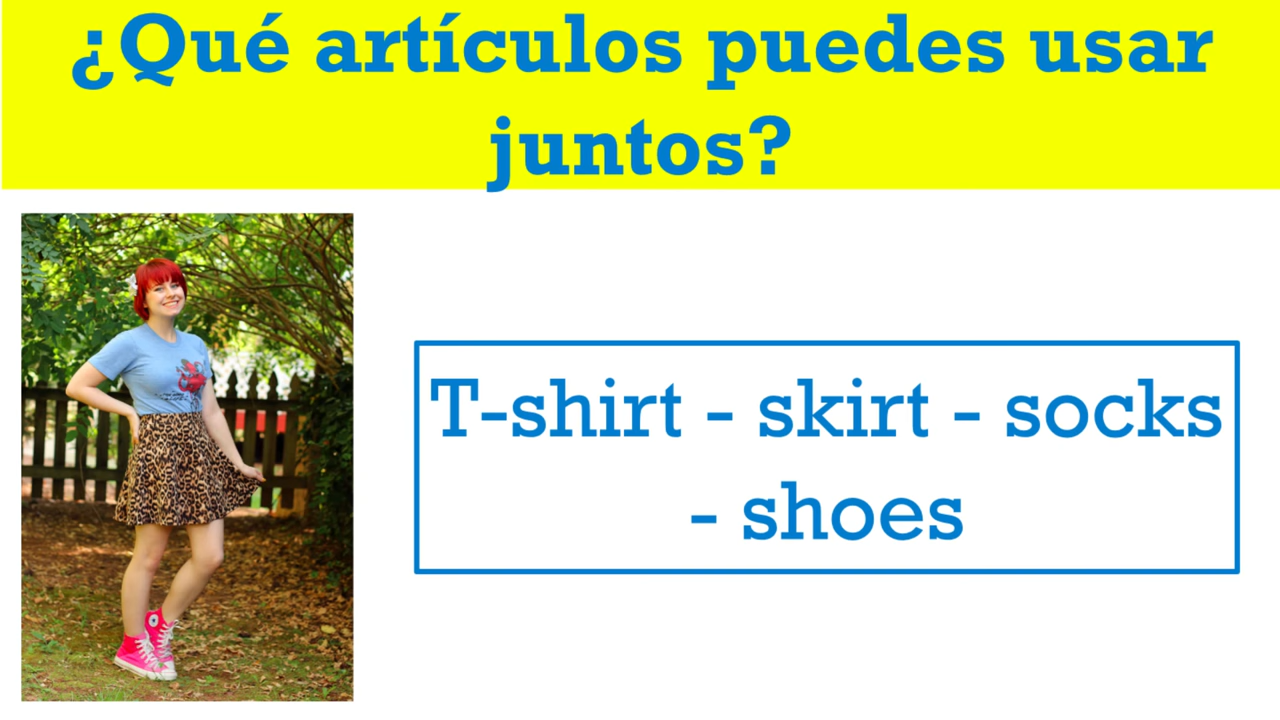 ¿Qué artículos puedes usar
juntos?
T-shirt - skirt - socks
- shoes